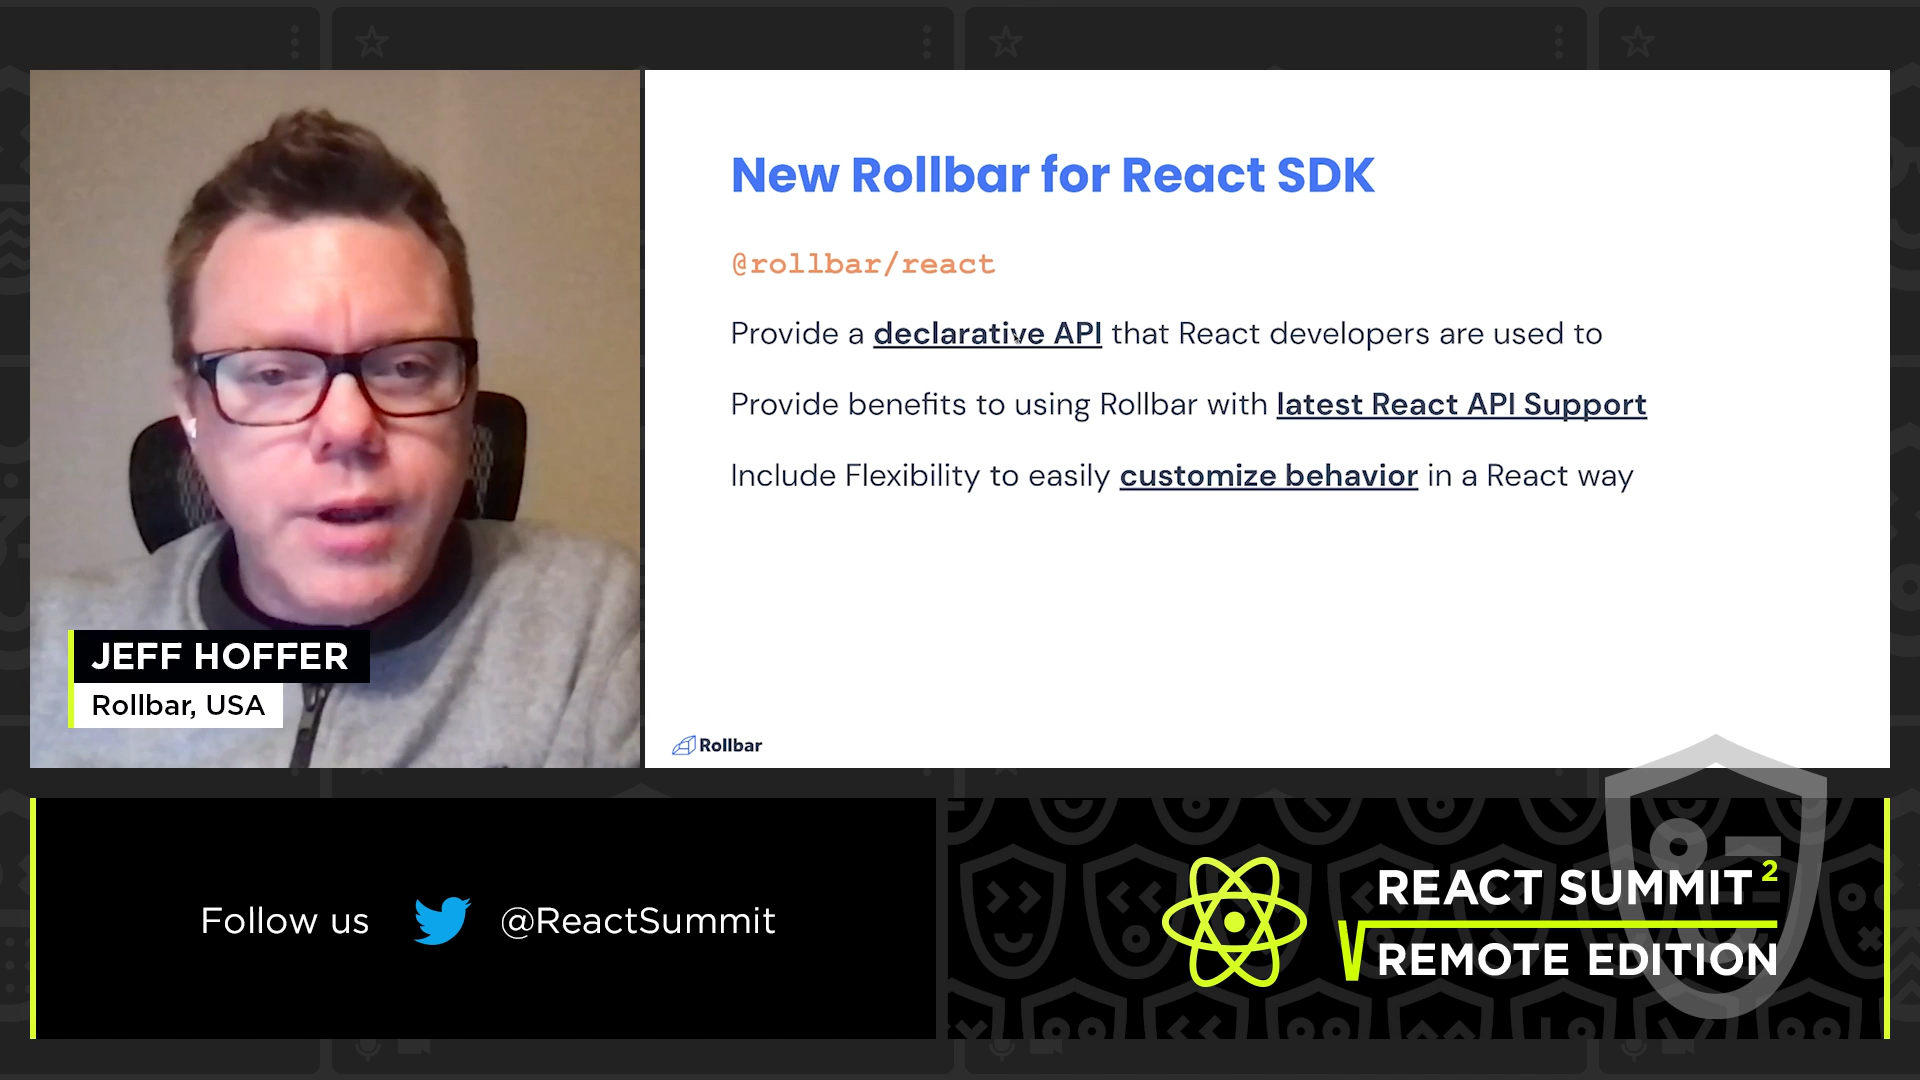 New Rollbar for React SDK
@rollbar/react
Provide a declarative API that React developers are used to
Provide benefits to using Rollbar with latest React API Support
Include Flexibility to easily customize behavior in a React way
Rollbar
JEFF HOFFER
Rollbar, USA
Follow us @ReactSummit
REACT SUMMIT²
REMOTE EDITION